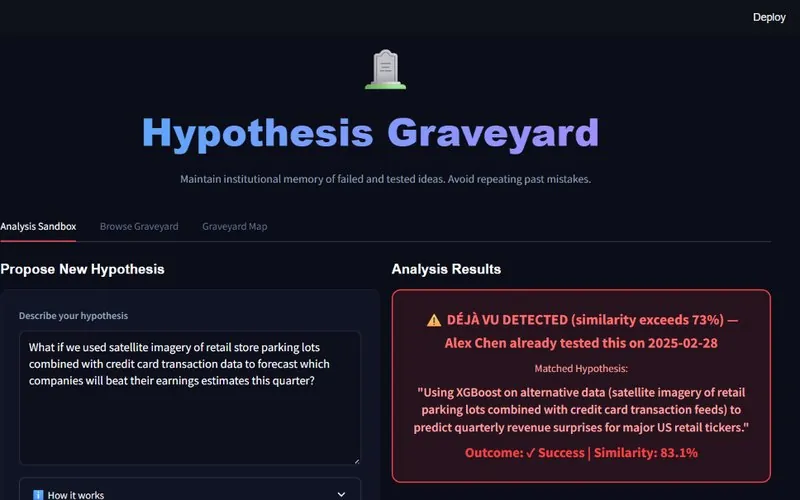 Deploy
Hypothesis Graveyard
Maintain institutional memory of failed and tested ideas. Avoid repeating past mistakes.
Analysis Sandbox
Browse Graveyard
Graveyard Map
Propose New Hypothesis
Describe your hypothesis
What if we used satellite imagery of retail store parking lots
combined with credit card transaction data to forecast which
companies will beat their earnings estimates this quarter?
How it works
Analysis Results
⚠️ DÉJÀ VU DETECTED (similarity exceeds 73%) —
Alex Chen already tested this on 2025-02-28
Matched Hypothesis:
"Using XGBoost on alternative data (satellite imagery of retail
parking lots combined with credit card transaction feeds) to
predict quarterly revenue surprises for major US retail tickers."
Outcome: ✓ Success | Similarity: 83.1%